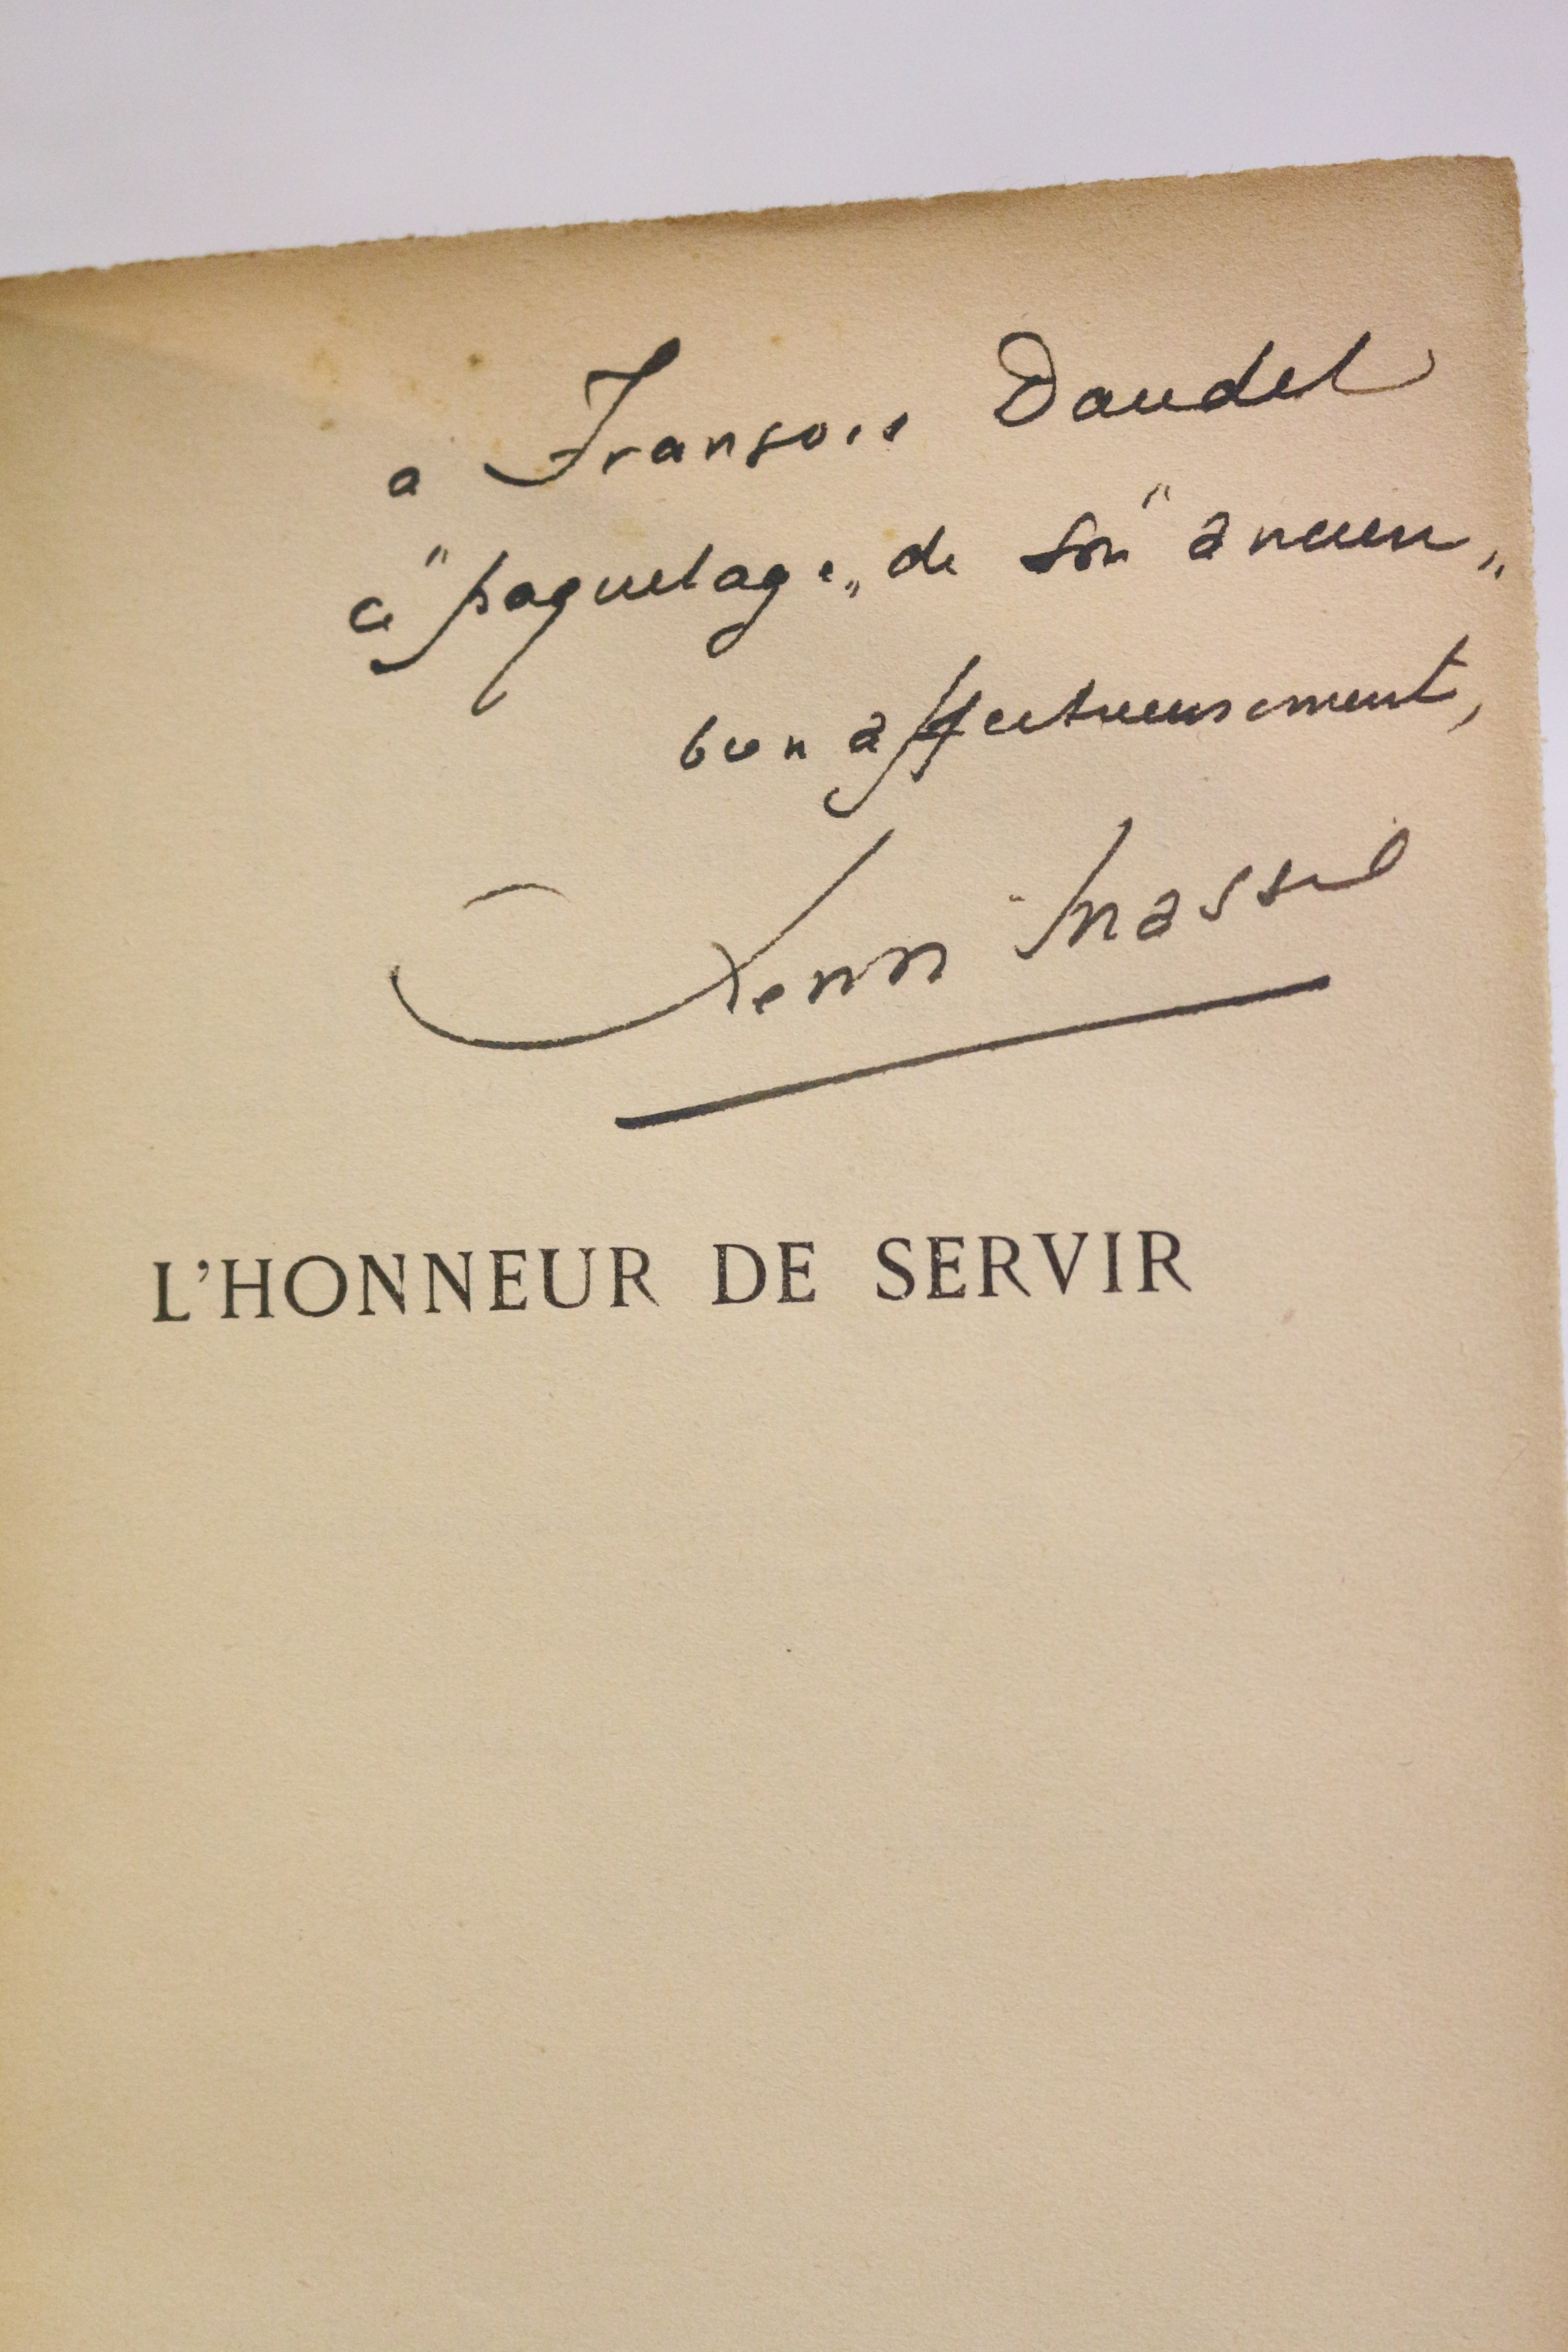 a François Daudet
ce "paquetage" de son "ancien"
bien affectueusement,
Henri Massis
L'HONNEUR DE SERVIR